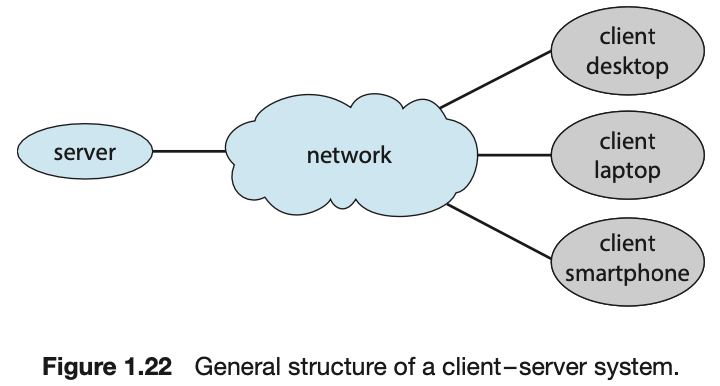 client
desktop
server
network
client
laptop
client
smartphone
Figure 1.22 General structure of a client–server system.